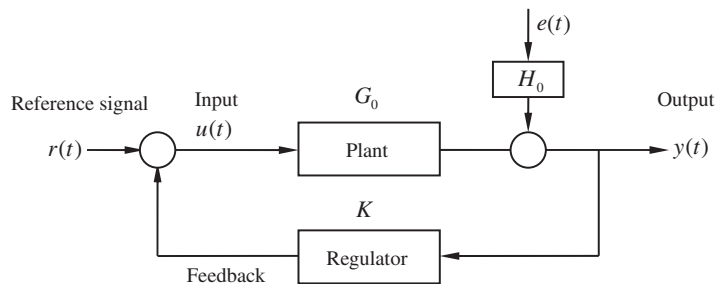 e(t)
H₀
Reference signal
r(t)
Input
u(t)
G₀
Plant
Output
y(t)
K
Regulator
Feedback